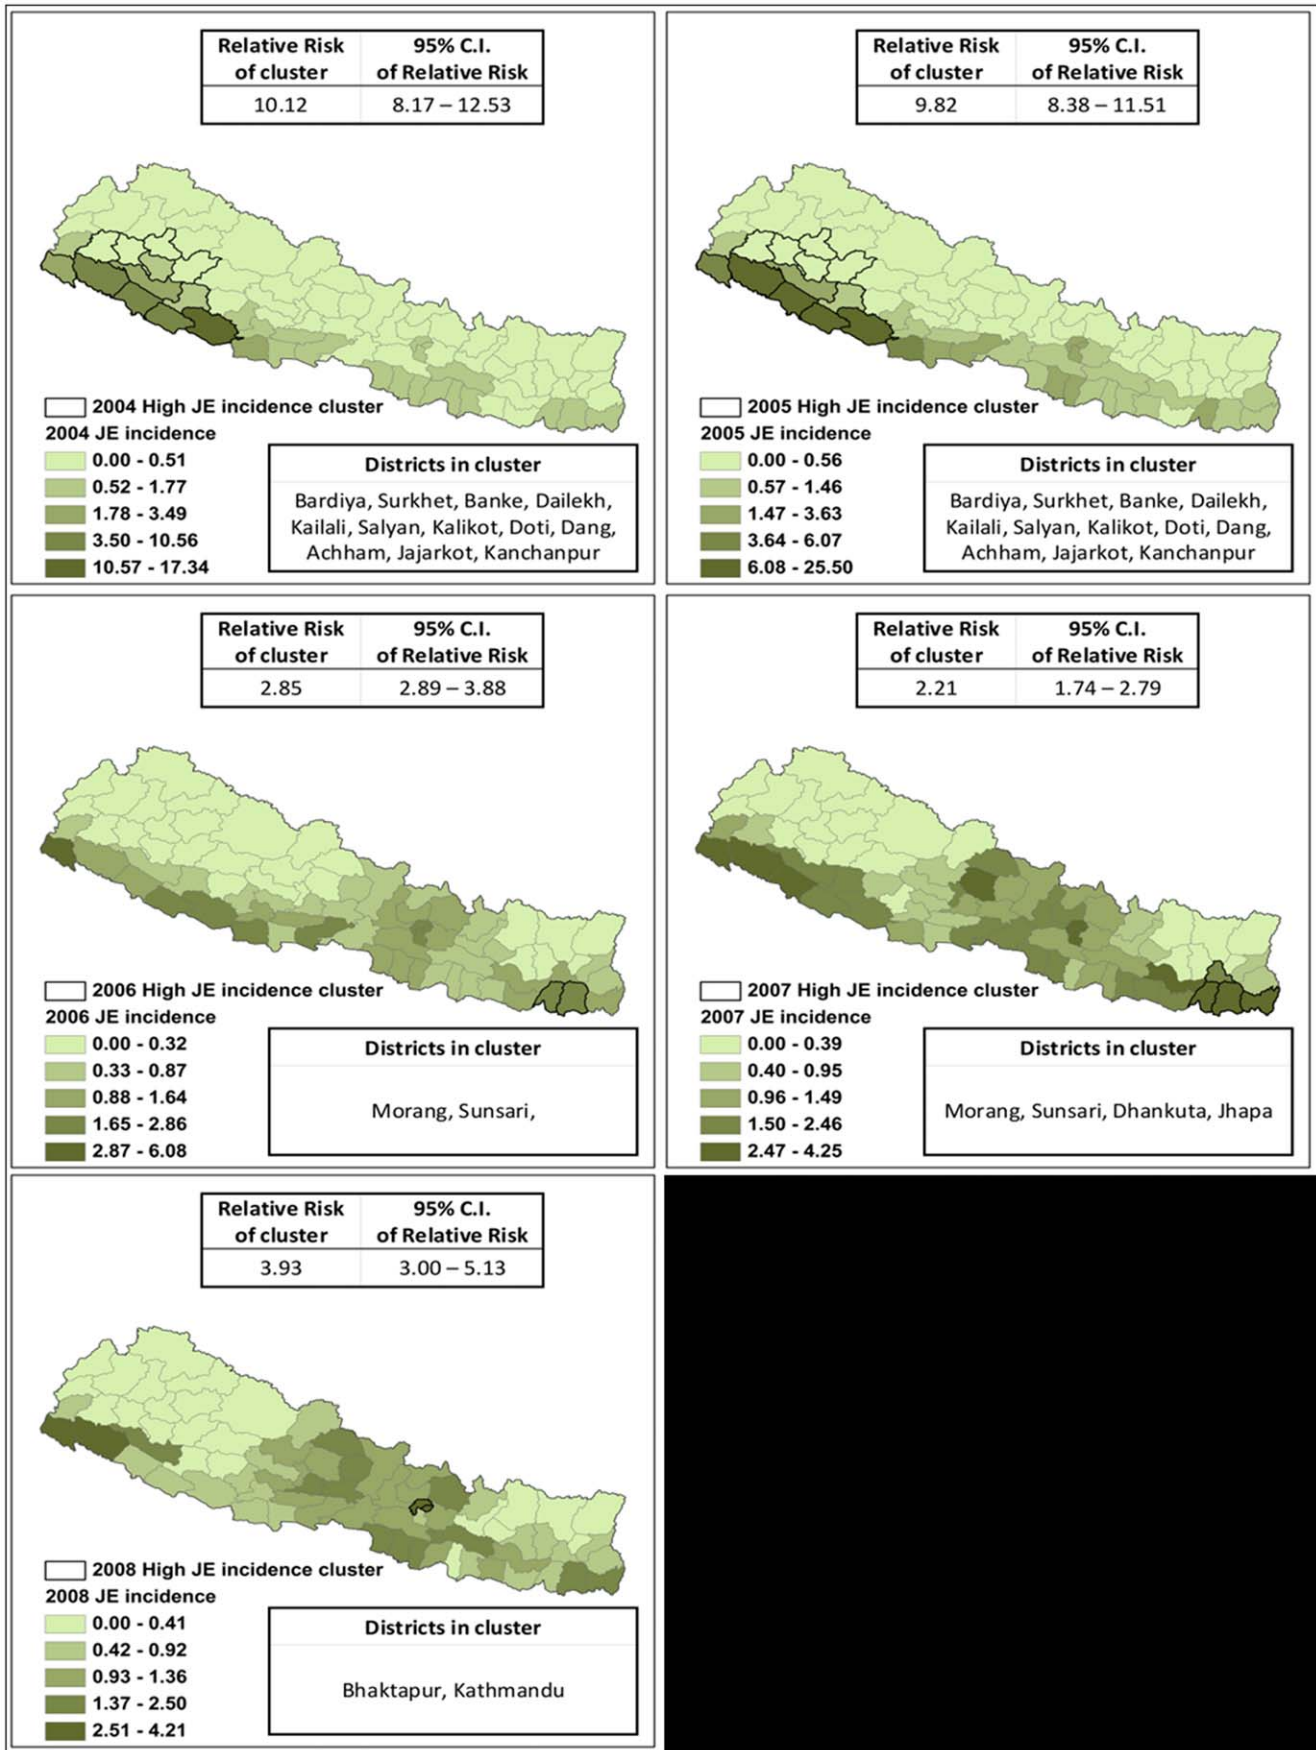 Relative Risk of cluster 95% C.I. of Relative Risk
10.12 8.17 – 12.53
2004 High JE incidence cluster
2004 JE incidence
0.00 - 0.51
0.52 - 1.77
1.78 - 3.49
3.50 - 10.56
10.57 - 17.34
Districts in cluster
Bardiya, Surkhet, Banke, Dailekh,
Kailali, Salyan, Kalikot, Doti, Dang,
Achham, Jajarkot, Kanchanpur
Relative Risk of cluster 95% C.I. of Relative Risk
9.82 8.38 – 11.51
2005 High JE incidence cluster
2005 JE incidence
0.00 - 0.56
0.57 - 1.46
1.47 - 3.63
3.64 - 6.07
6.08 - 25.50
Districts in cluster
Bardiya, Surkhet, Banke, Dailekh,
Kailali, Salyan, Kalikot, Doti, Dang,
Achham, Jajarkot, Kanchanpur
Relative Risk of cluster 95% C.I. of Relative Risk
2.85 2.89 – 3.88
2006 High JE incidence cluster
2006 JE incidence
0.00 - 0.32
0.33 - 0.87
0.88 - 1.64
1.65 - 2.86
2.87 - 6.08
Districts in cluster
Morang, Sunsari,
Relative Risk of cluster 95% C.I. of Relative Risk
2.21 1.74 – 2.79
2007 High JE incidence cluster
2007 JE incidence
0.00 - 0.39
0.40 - 0.95
0.96 - 1.49
1.50 - 2.46
2.47 - 4.25
Districts in cluster
Morang, Sunsari, Dhankuta, Jhapa
Relative Risk of cluster 95% C.I. of Relative Risk
3.93 3.00 – 5.13
2008 High JE incidence cluster
2008 JE incidence
0.00 - 0.41
0.42 - 0.92
0.93 - 1.36
1.37 - 2.50
2.51 - 4.21
Districts in cluster
Bhaktapur, Kathmandu